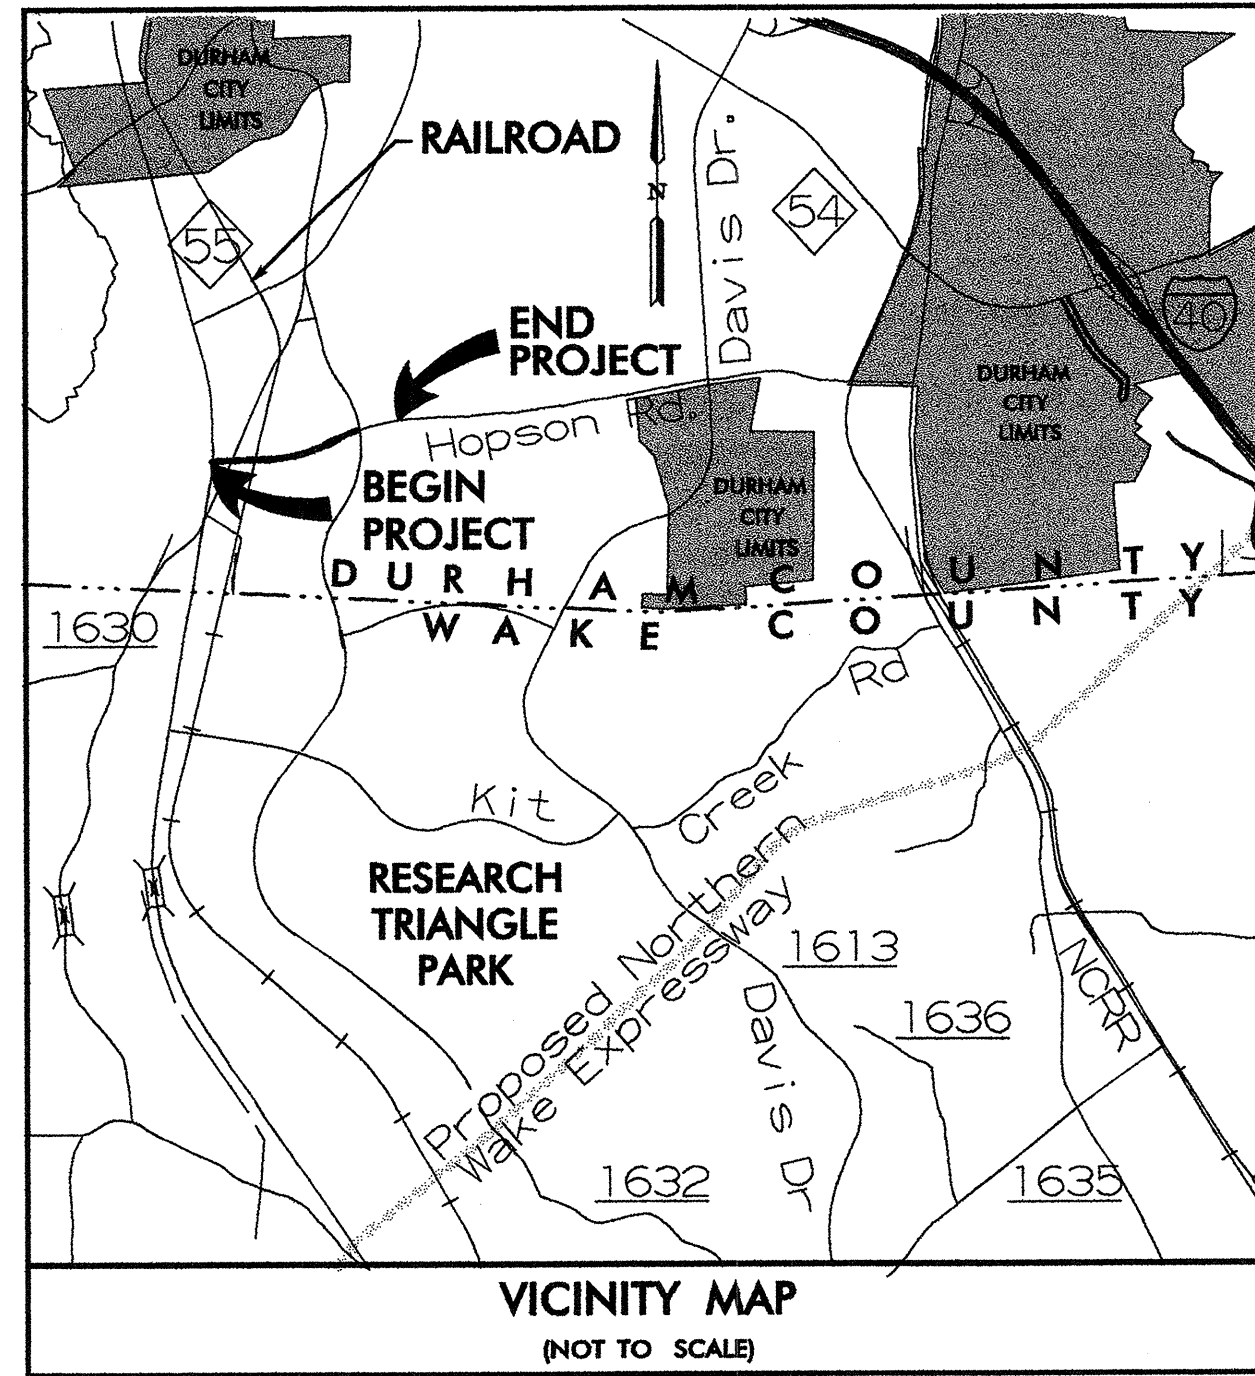 DURHAM
CITY
LIMITS
RAILROAD
N
Davis Dr.
54
55
40
END
PROJECT
DURHAM
CITY
LIMITS
Hopson Rd.
BEGIN
PROJECT
DURHAM
CITY
LIMITS
DURHAM COUNTY
WAKE COUNTY
1630
Kit Creek Rd
RESEARCH
TRIANGLE
PARK
Proposed Northern
Wake Expressway
1613
1636
NCRR
Davis Dr
1632
1635
VICINITY MAP
(NOT TO SCALE)